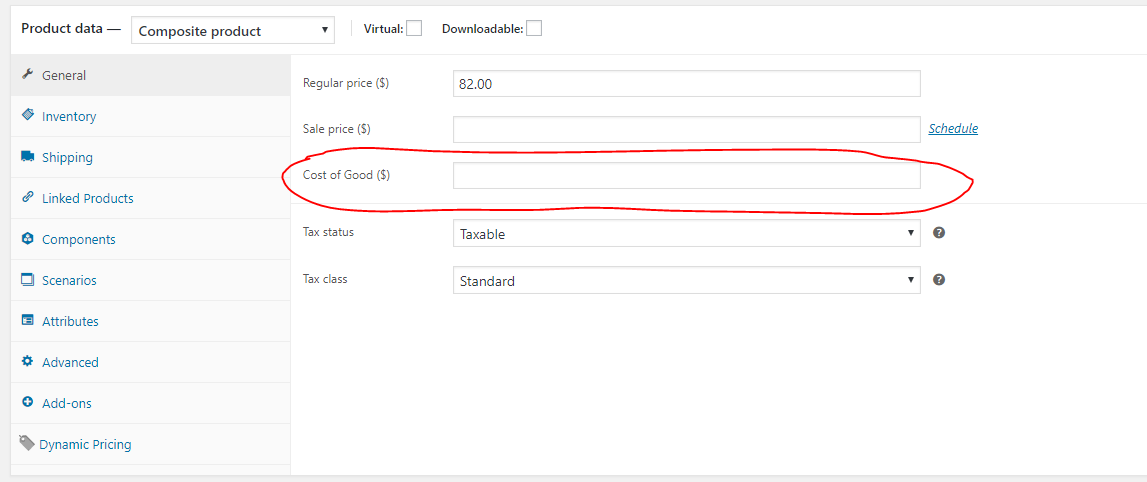 Product data — Composite product Virtual: Downloadable:
General
Inventory
Shipping
Linked Products
Components
Scenarios
Attributes
Advanced
Add-ons
Dynamic Pricing
Regular price ($) 82.00
Sale price ($) Schedule
Cost of Good ($)
Tax status Taxable ?
Tax class Standard ?